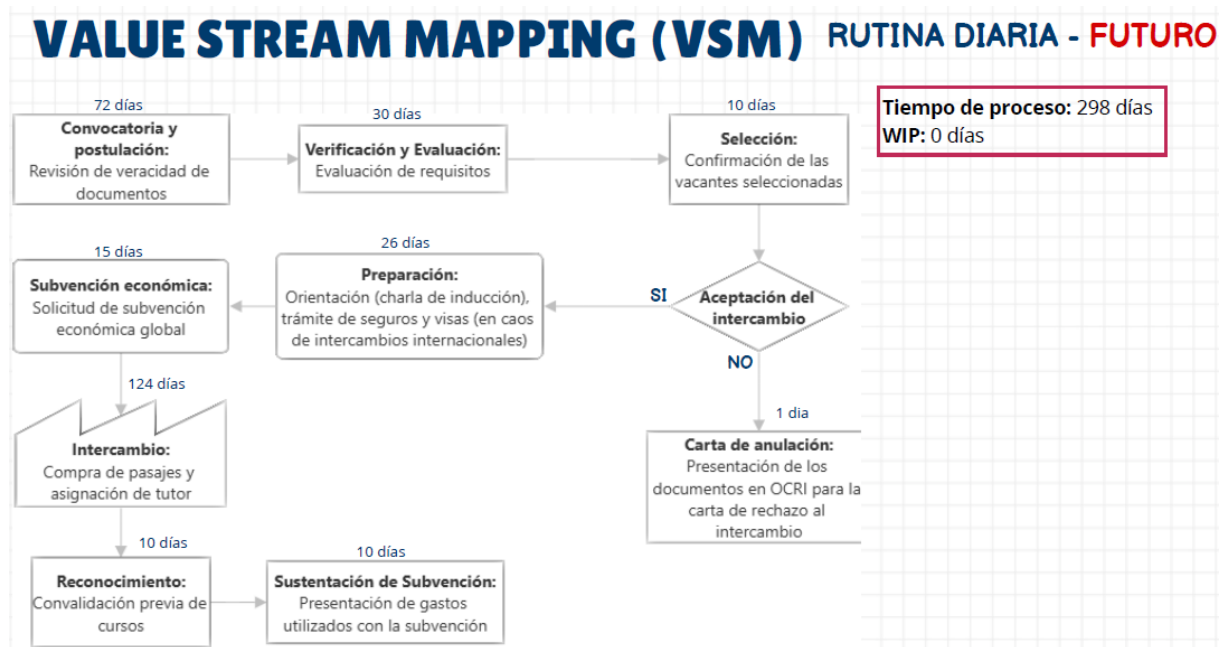 VALUE STREAM MAPPING (VSM) RUTINA DIARIA - FUTURO
Tiempo de proceso: 298 días
WIP: 0 días
72 días
Convocatoria y
postulación:
Revisión de veracidad de
documentos
30 días
Verificación y Evaluación:
Evaluación de requisitos
10 días
Selección:
Confirmación de las
vacantes seleccionadas
Aceptación del
intercambio
SI
NO
26 días
Preparación:
Orientación (charla de inducción),
trámite de seguros y visas (en caos
de intercambios internacionales)
15 días
Subvención económica:
Solicitud de subvención
económica global
1 dia
Carta de anulación:
Presentación de los
documentos en OCRI para la
carta de rechazo al
intercambio
124 días
Intercambio:
Compra de pasajes y
asignación de tutor
10 días
Reconocimiento:
Convalidación previa de
cursos
10 días
Sustentación de Subvención:
Presentación de gastos
utilizados con la subvención